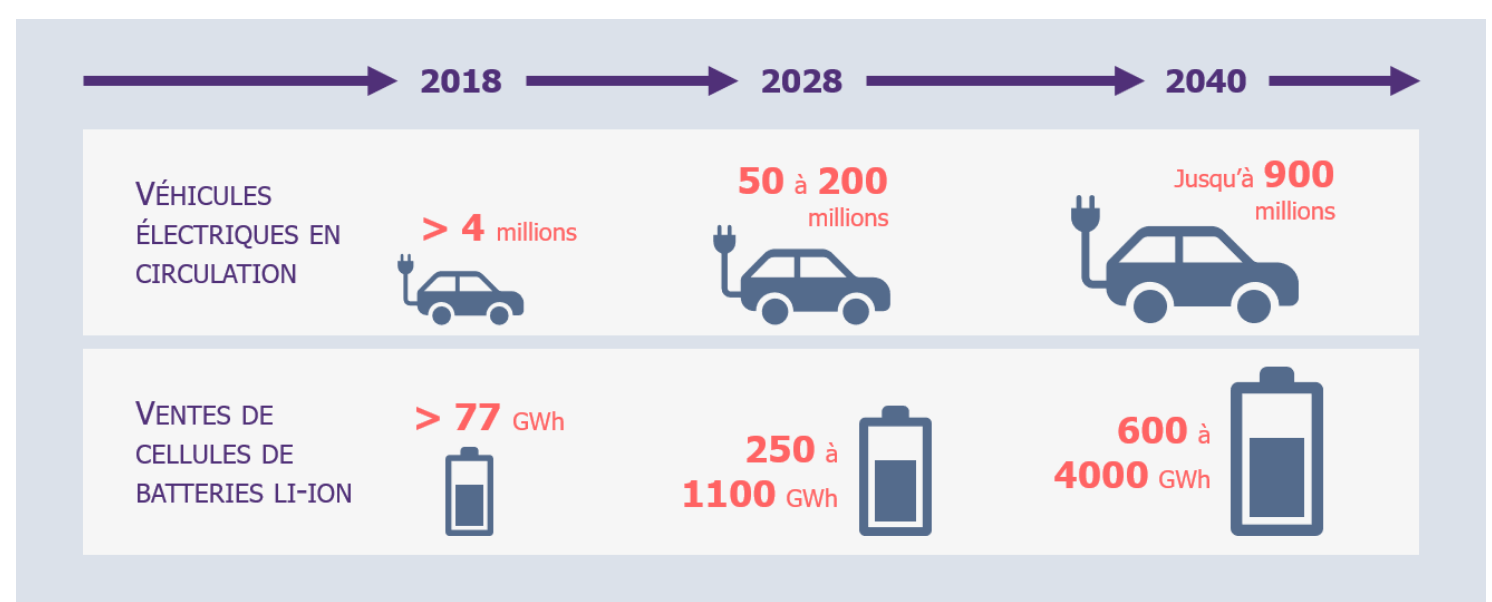 2018 2028 2040
VÉHICULES
ÉLECTRIQUES EN
CIRCULATION
> 4 millions
50 à 200
millions
Jusqu'à 900
millions
VENTES DE
CELLULES DE
BATTERIES LI-ION
> 77 GWh
250 à
1100 GWh
600 à
4000 GWh